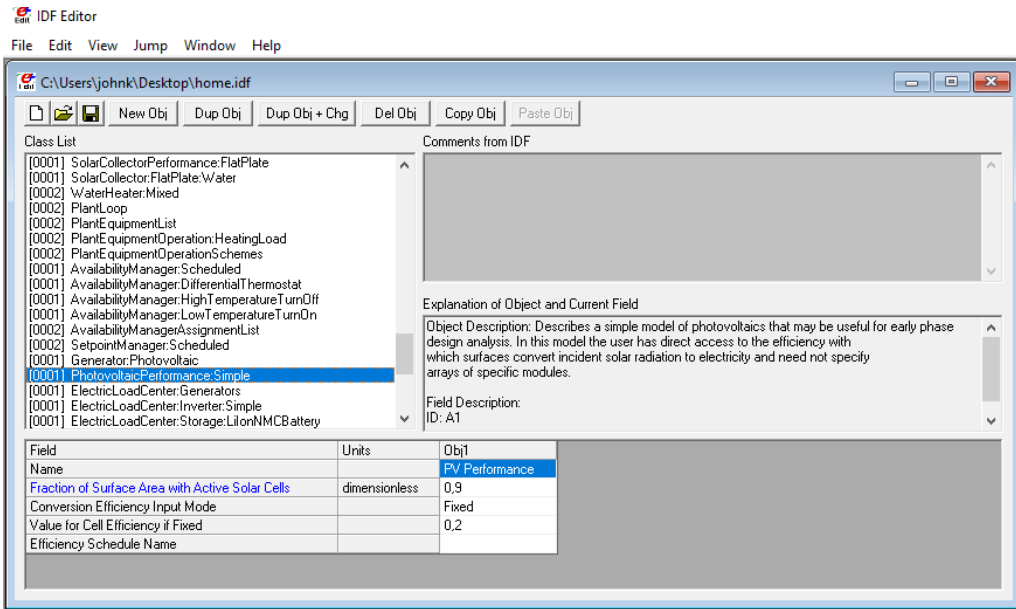 IDF Editor
File Edit View Jump Window Help
C:\Users\johnk\Desktop\home.idf
New Obj Dup Obj Dup Obj + Chg Del Obj Copy Obj Paste Obj
Class List
[0001] SolarCollectorPerformance:FlatPlate
[0001] SolarCollector:FlatPlate:Water
[0002] WaterHeater:Mixed
[0002] PlantLoop
[0002] PlantEquipmentList
[0002] PlantEquipmentOperation:HeatingLoad
[0002] PlantEquipmentOperationSchemes
[0001] AvailabilityManager:Scheduled
[0001] AvailabilityManager:DifferentialThermostat
[0001] AvailabilityManager:HighTemperatureTurnOff
[0001] AvailabilityManager:LowTemperatureTurnOn
[0002] AvailabilityManagerAssignmentList
[0002] SetpointManager:Scheduled
[0001] Generator:Photovoltaic
[0001] PhotovoltaicPerformance:Simple
[0001] ElectricLoadCenter:Generators
[0001] ElectricLoadCenter:Inverter:Simple
[0001] ElectricLoadCenter:Storage:LiIonNMCBattery
Comments from IDF
Explanation of Object and Current Field
Object Description: Describes a simple model of photovoltaics that may be useful for early phase
design analysis. In this model the user has direct access to the efficiency with
which surfaces convert incident solar radiation to electricity and need not specify
arrays of specific modules.
Field Description:
ID: A1
Field Units Obj1
Name PV Performance
Fraction of Surface Area with Active Solar Cells dimensionless 0,9
Conversion Efficiency Input Mode Fixed
Value for Cell Efficiency if Fixed 0,2
Efficiency Schedule Name